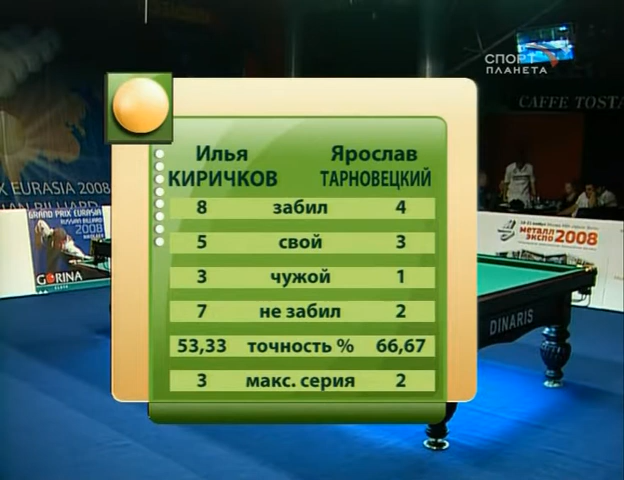 СПОРТ
ПЛАНЕТА
CAFFE TOSTA
Илья Ярослав
КИРИЧКОВ ТАРНОВЕЦКИЙ
8 забил 4
5 свой 3
3 чужой 1
7 не забил 2
53,33 точность % 66,67
3 макс. серия 2
EURASIA 2008
GRAND PRIX EURASIA
RUSSIAN BILLIARD
2008
GORINA
МЕТАЛЛ
ЭКСПО 2008
DINARIS